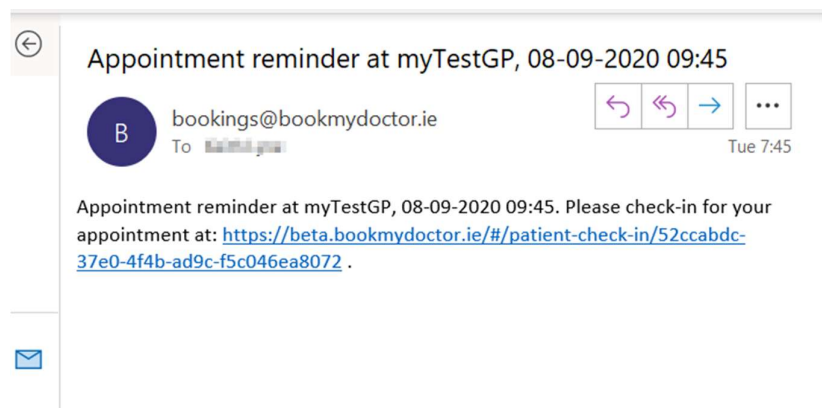 Appointment reminder at myTestGP, 08-09-2020 09:45
B
bookings@bookmydoctor.ie
To
Tue 7:45
Appointment reminder at myTestGP, 08-09-2020 09:45. Please check-in for your
appointment at: https://beta.bookmydoctor.ie/#/patient-check-in/52ccabdc-
37e0-4f4b-ad9c-f5c046ea8072 .